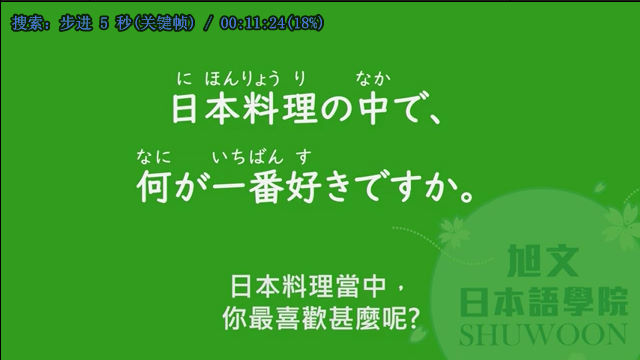 搜索: 步进 5 秒(关键帧) / 00:11:24(18%)
に ほんりょう り なか
日本料理の中で、
なに いちばん す
何が一番好きですか。
日本料理當中，
你最喜歡甚麼呢?
旭文
日本語學院
SHUWOON